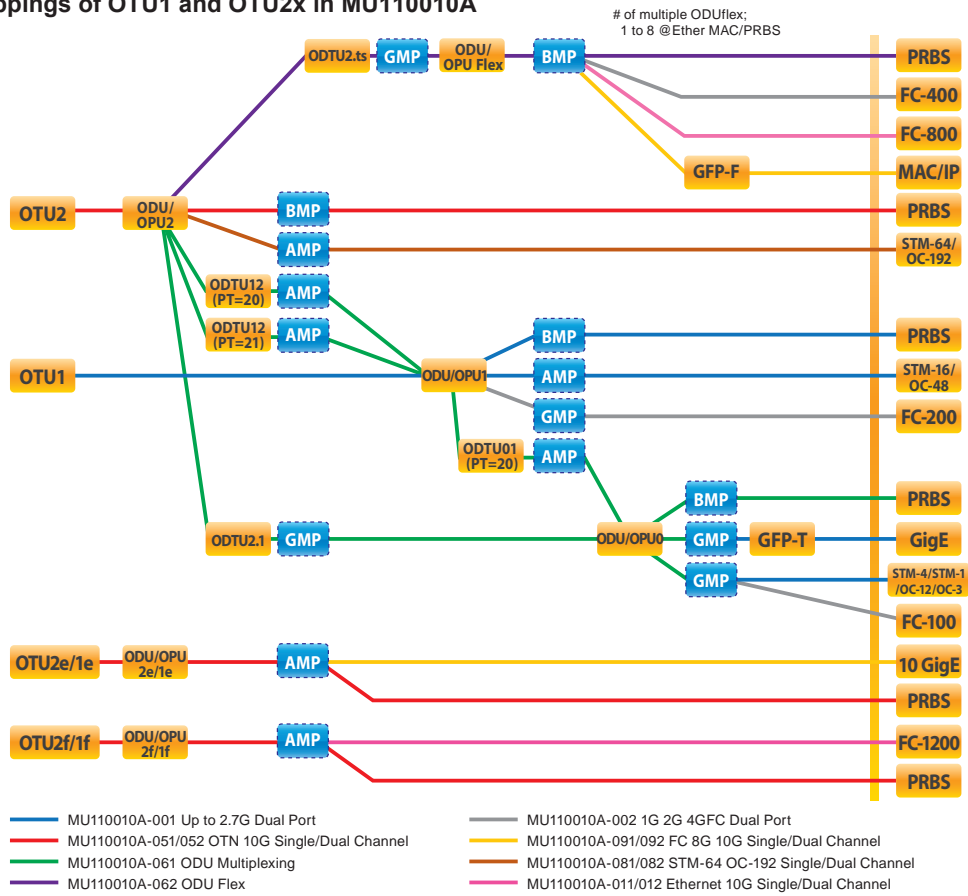 ppings of OTU1 and OTU2x in MU110010A
# of multiple ODUflex;
1 to 8 @Ether MAC/PRBS
ODTU2.ts
GMP
ODU/
OPU Flex
BMP
PRBS
FC-400
FC-800
GFP-F
MAC/IP
OTU2
ODU/
OPU2
BMP
PRBS
AMP
STM-64/
OC-192
ODTU12
(PT=20)
AMP
ODTU12
(PT=21)
AMP
BMP
PRBS
OTU1
ODU/OPU1
AMP
STM-16/
OC-48
GMP
FC-200
ODTU01
(PT=20)
AMP
BMP
PRBS
ODTU2.1
GMP
ODU/OPU0
GMP
GFP-T
GigE
GMP
STM-4/STM-1
/OC-12/OC-3
FC-100
OTU2e/1e
ODU/OPU
2e/1e
AMP
10 GigE
PRBS
OTU2f/1f
ODU/OPU
2f/1f
AMP
FC-1200
PRBS
MU110010A-001 Up to 2.7G Dual Port
MU110010A-051/052 OTN 10G Single/Dual Channel
MU110010A-061 ODU Multiplexing
MU110010A-062 ODU Flex
MU110010A-002 1G 2G 4GFC Dual Port
MU110010A-091/092 FC 8G 10G Single/Dual Channel
MU110010A-081/082 STM-64 OC-192 Single/Dual Channel
MU110010A-011/012 Ethernet 10G Single/Dual Channel